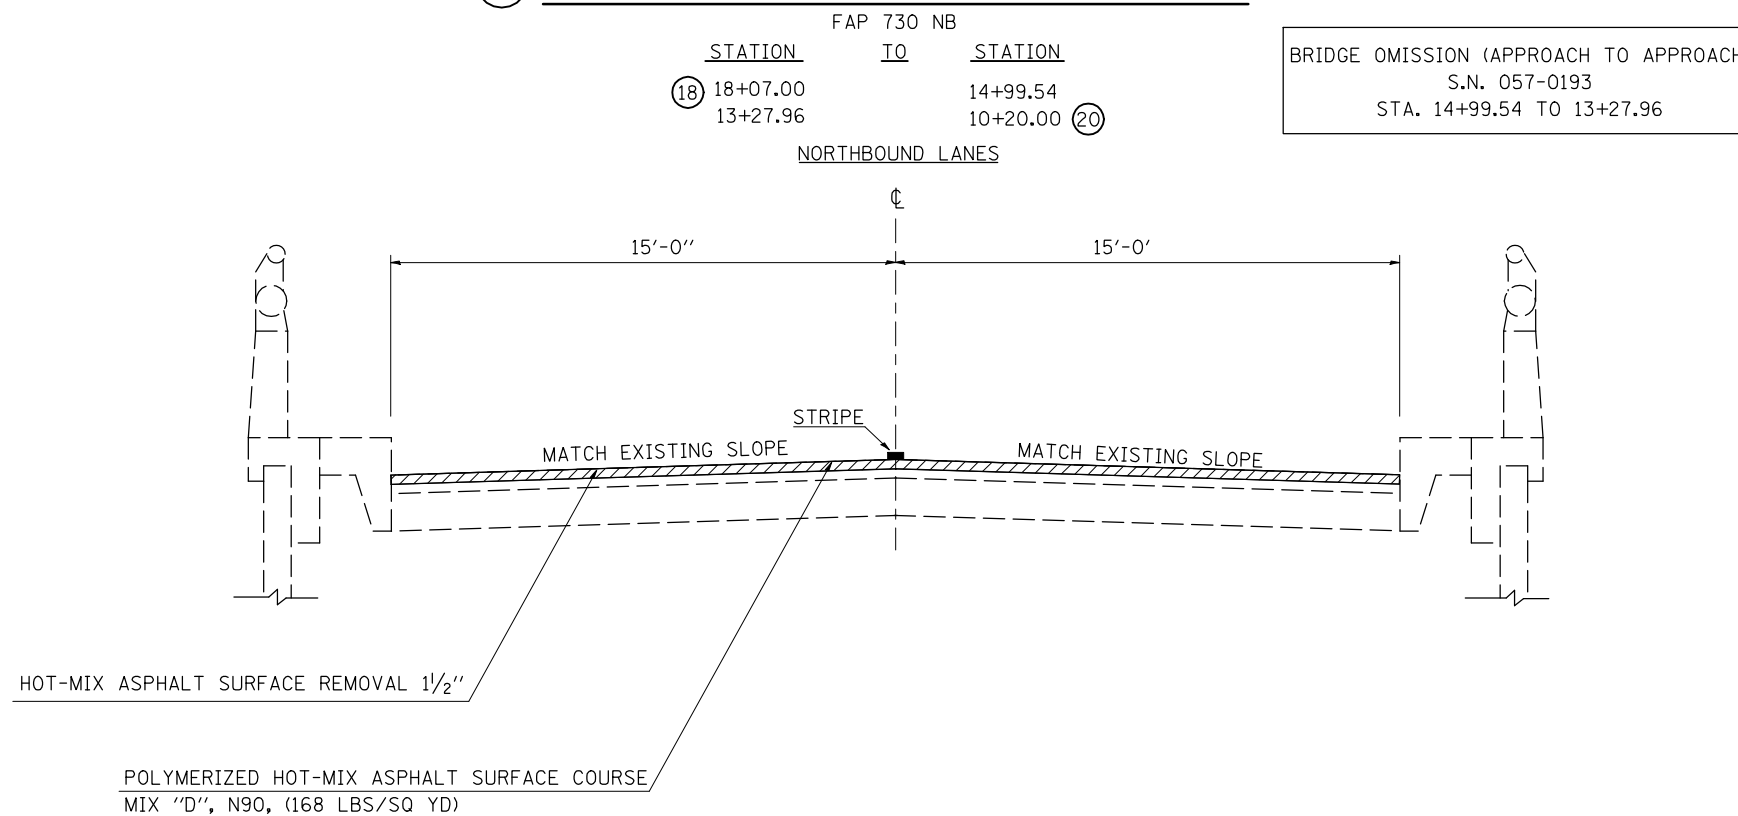 FAP 730 NB
STATION TO STATION
18 18+07.00 14+99.54
13+27.96 10+20.00 20
BRIDGE OMISSION (APPROACH TO APPROACH
S.N. 057-0193
STA. 14+99.54 TO 13+27.96
NORTHBOUND LANES
℄
15'-0'' 15'-0'
STRIPE
MATCH EXISTING SLOPE MATCH EXISTING SLOPE
HOT-MIX ASPHALT SURFACE REMOVAL 1 1/2''
POLYMERIZED HOT-MIX ASPHALT SURFACE COURSE
MIX ''D'', N90, (168 LBS/SQ YD)